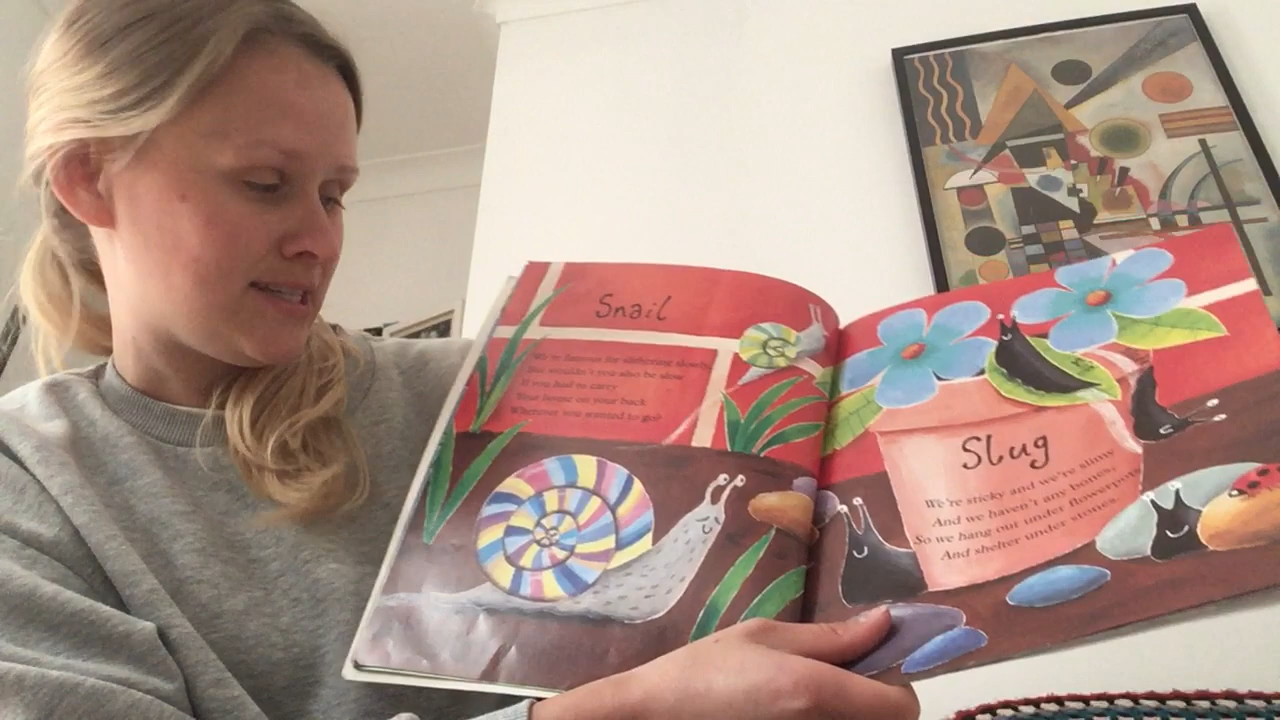 Snail
We're famous for slithering slowly,
But wouldn't you also be slow
If you had to carry
Your house on your back
Wherever you wanted to go?
Slug
We're sticky and we're slimy
And we haven't any bones,
So we hang out under flowerpots
And shelter under stones.